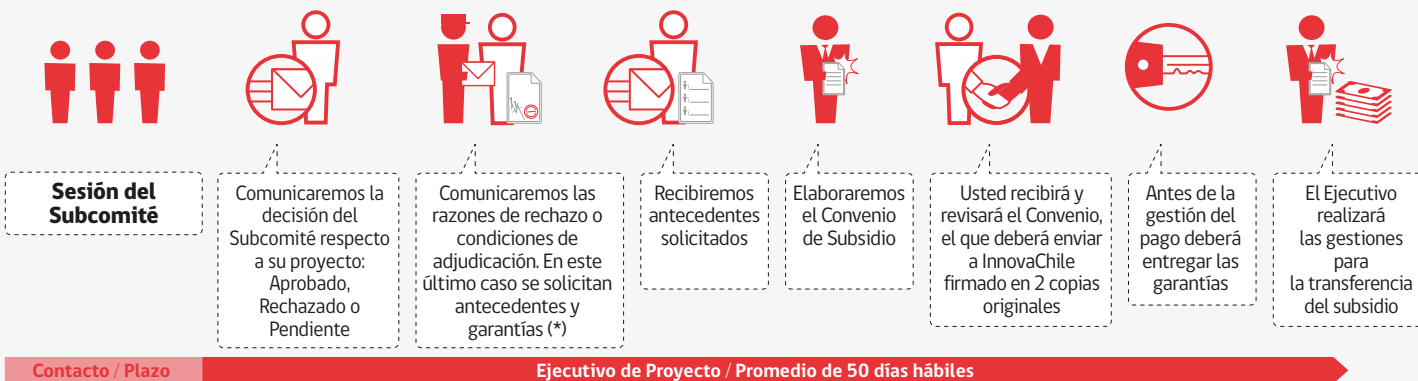 Sesión del
Subcomité
Comunicaremos la
decisión del
Subcomité respecto
a su proyecto:
Aprobado,
Rechazado o
Pendiente
Comunicaremos las
razones de rechazo o
condiciones de
adjudicación. En este
último caso se solicitan
antecedentes y
garantías (*)
Recibiremos
antecedentes
solicitados
Elaboraremos
el Convenio
de Subsidio
Usted recibirá y
revisará el Convenio,
el que deberá enviar
a InnovaChile
firmado en 2 copias
originales
Antes de la
gestión del
pago deberá
entregar las
garantías
El Ejecutivo
realizará
las gestiones
para
la transferencia
del subsidio
Contacto / Plazo
Ejecutivo de Proyecto / Promedio de 50 días hábiles